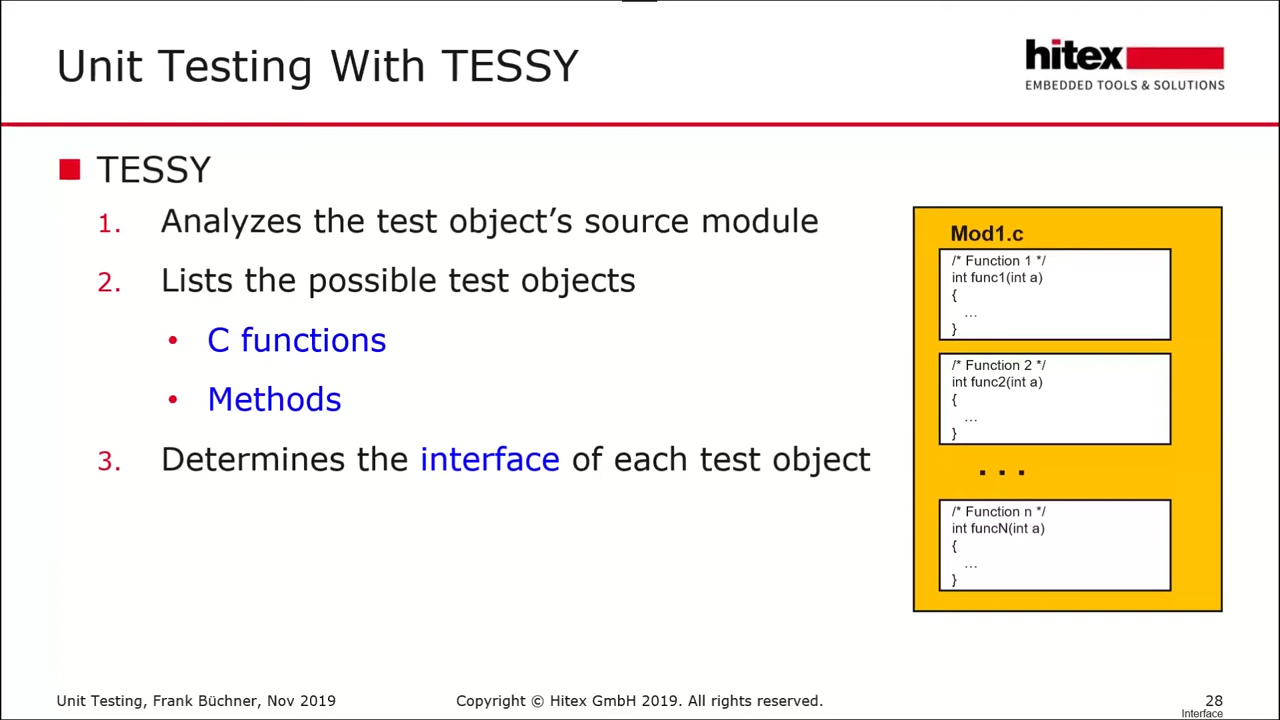 Unit Testing With TESSY
hitex
EMBEDDED TOOLS & SOLUTIONS
TESSY
1. Analyzes the test object’s source module
2. Lists the possible test objects
• C functions
• Methods
3. Determines the interface of each test object
Mod1.c
/* Function 1 */
int func1(int a)
{
…
}
/* Function 2 */
int func2(int a)
{
…
}
. . .
/* Function n */
int funcN(int a)
{
…
}
Unit Testing, Frank Büchner, Nov 2019
Copyright © Hitex GmbH 2019. All rights reserved.
28
Interface